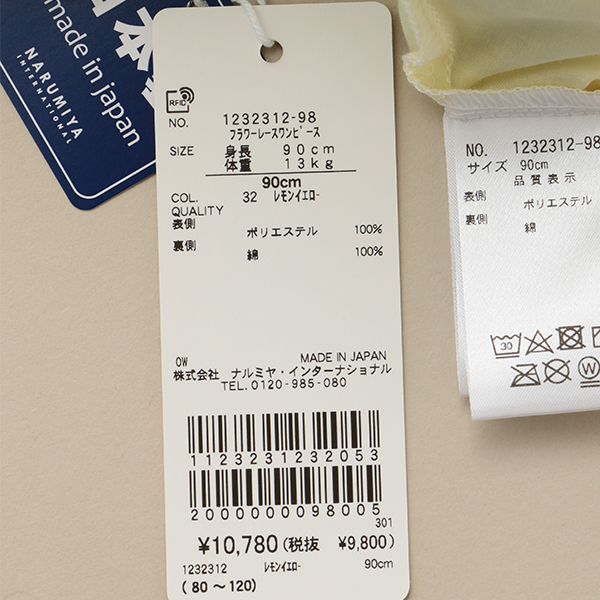 日本
made in japan
NARUMIYA
INTERNATIONAL
RFID
NO. 1232312-98
フラワーレースワンピース
SIZE 身長 90cm
体重 13kg
90cm
COL. 32 レモンイエロー
QUALITY
表側 ポリエステル 100%
裏側 綿 100%
OW MADE IN JAPAN
株式会社 ナルミヤ・インターナショナル
TEL.0120-985-080
1123231232053
2000000098005
301
¥10,780(税抜 ¥9,800)
1232312 レモンイエロー 90cm
(80〜120)
NO. 1232312-98
サイズ 90cm
品質表示
表側 ポリエステル
裏側 綿
30
W